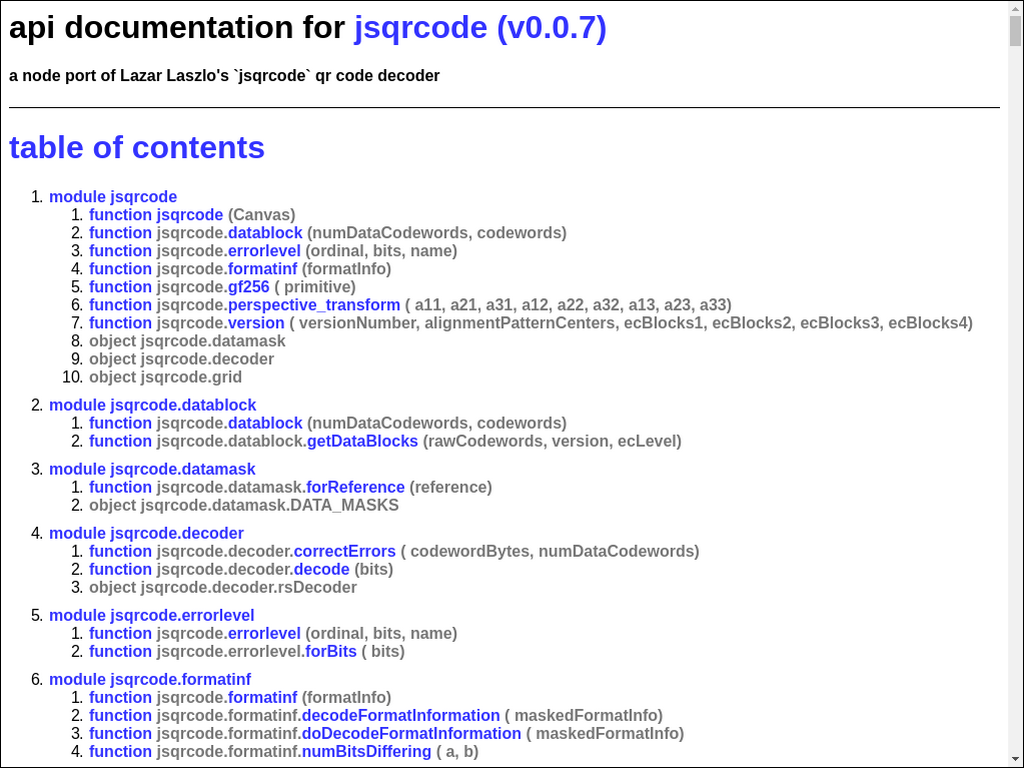 api documentation for jsqrcode (v0.0.7)
a node port of Lazar Laszlo's `jsqrcode` qr code decoder
table of contents
1. module jsqrcode
1. function jsqrcode (Canvas)
2. function jsqrcode.datablock (numDataCodewords, codewords)
3. function jsqrcode.errorlevel (ordinal, bits, name)
4. function jsqrcode.formatinf (formatInfo)
5. function jsqrcode.gf256 ( primitive)
6. function jsqrcode.perspective_transform ( a11, a21, a31, a12, a22, a32, a13, a23, a33)
7. function jsqrcode.version ( versionNumber, alignmentPatternCenters, ecBlocks1, ecBlocks2, ecBlocks3, ecBlocks4)
8. object jsqrcode.datamask
9. object jsqrcode.decoder
10. object jsqrcode.grid
2. module jsqrcode.datablock
1. function jsqrcode.datablock (numDataCodewords, codewords)
2. function jsqrcode.datablock.getDataBlocks (rawCodewords, version, ecLevel)
3. module jsqrcode.datamask
1. function jsqrcode.datamask.forReference (reference)
2. object jsqrcode.datamask.DATA_MASKS
4. module jsqrcode.decoder
1. function jsqrcode.decoder.correctErrors ( codewordBytes, numDataCodewords)
2. function jsqrcode.decoder.decode (bits)
3. object jsqrcode.decoder.rsDecoder
5. module jsqrcode.errorlevel
1. function jsqrcode.errorlevel (ordinal, bits, name)
2. function jsqrcode.errorlevel.forBits ( bits)
6. module jsqrcode.formatinf
1. function jsqrcode.formatinf (formatInfo)
2. function jsqrcode.formatinf.decodeFormatInformation ( maskedFormatInfo)
3. function jsqrcode.formatinf.doDecodeFormatInformation ( maskedFormatInfo)
4. function jsqrcode.formatinf.numBitsDiffering ( a, b)